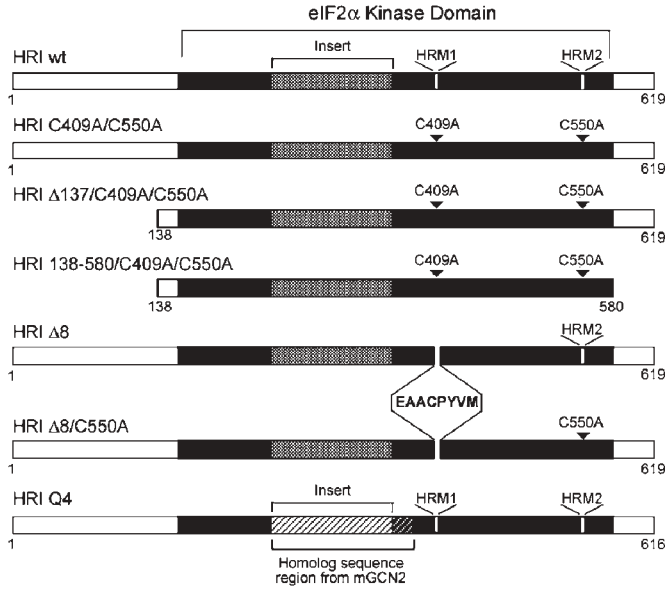 eIF2α Kinase Domain
Insert
HRI wt
HRM1 HRM2
1 619
HRI C409A/C550A
C409A C550A
1 619
HRI Δ137/C409A/C550A
C409A C550A
138 619
HRI 138-580/C409A/C550A
C409A C550A
138 580
HRI Δ8
HRM2
1 619
EAACPYVM
HRI Δ8/C550A
C550A
1 619
HRI Q4
Insert
HRM1 HRM2
1 616
Homolog sequence
region from mGCN2